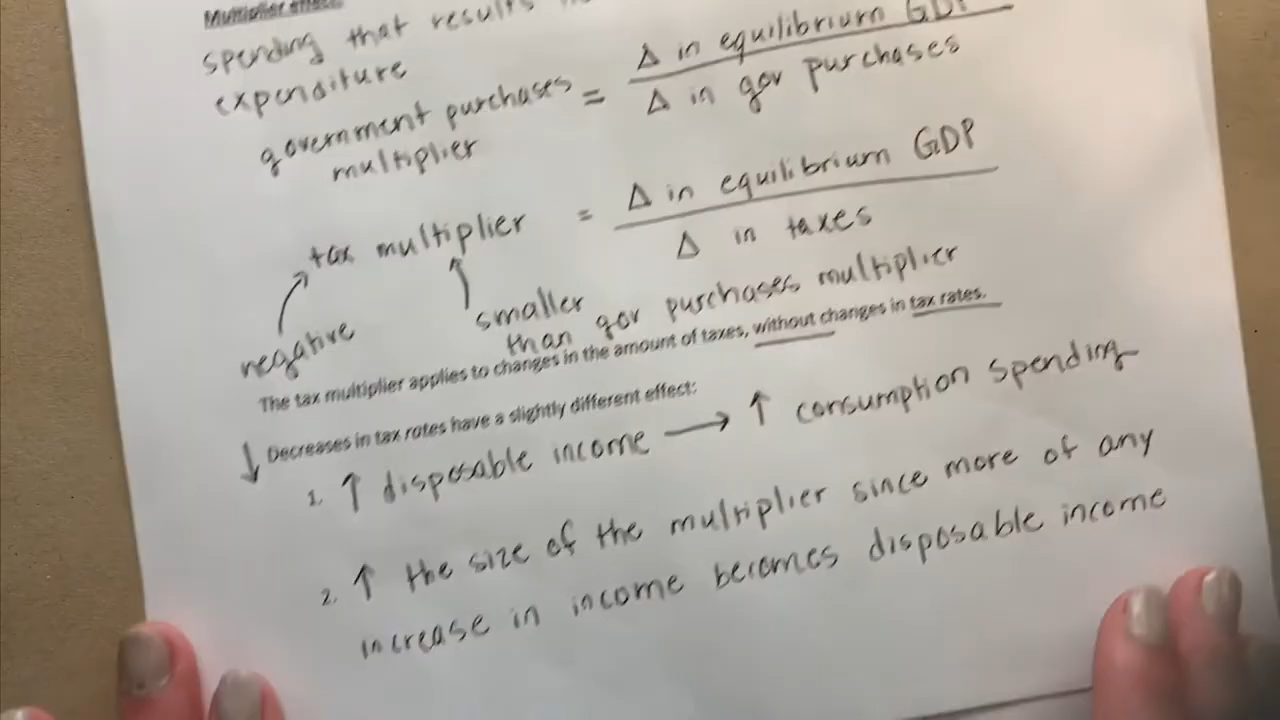 Multiplier effect:
spending that results
expenditure
government purchases multiplier = Δ in equilibrium GDP
Δ in gov purchases
tax multiplier = Δ in equilibrium GDP
Δ in taxes
negative
smaller
than gov purchases multiplier
The tax multiplier applies to changes in the amount of taxes, without changes in tax rates.
↓ Decreases in tax rates have a slightly different effect:
1. ↑ disposable income → ↑ consumption spending
2. ↑ the size of the multiplier since more of any
increase in income becomes disposable income